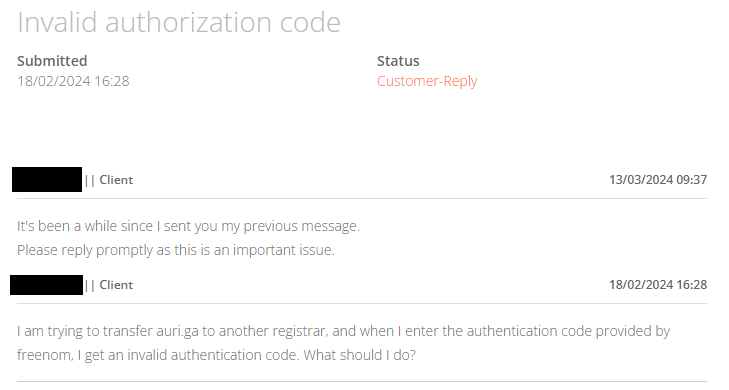 Invalid authorization code
Submitted Status
18/02/2024 16:28 Customer-Reply
|| Client 13/03/2024 09:37
It's been a while since I sent you my previous message.
Please reply promptly as this is an important issue.
|| Client 18/02/2024 16:28
I am trying to transfer auri.ga to another registrar, and when I enter the authentication code provided by
freenom, I get an invalid authentication code. What should I do?